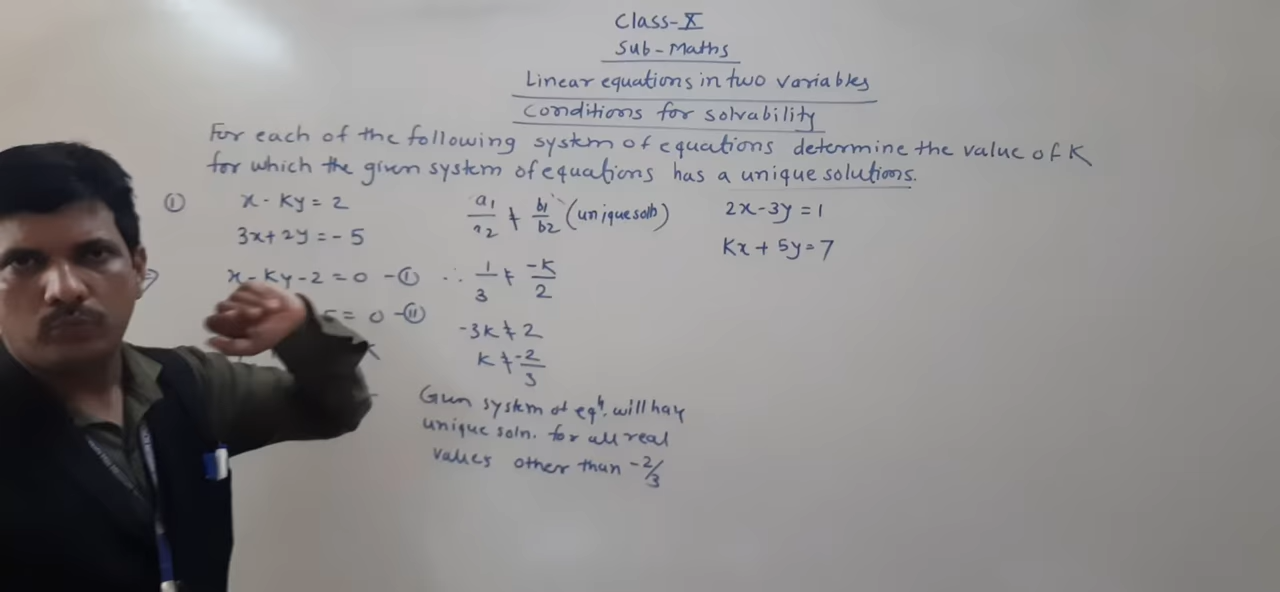 Class-X
Sub-Maths
Linear equations in two variables
Conditions for solvability
For each of the following system of equations determine the value of K
for which the given system of equations has a unique solutions.
① x - Ky = 2
3x + 2y = -5
⇒ x - Ky - 2 = 0 - ①
5 = 0 - ⑪
a1/a2 ≠ b1/b2 (unique soln)
∴ 1/3 ≠ -K/2
-3K ≠ 2
K ≠ -2/3
Given system of eqn. will have
unique soln. for all real
values other than -2/3
2x - 3y = 1
Kx + 5y = 7